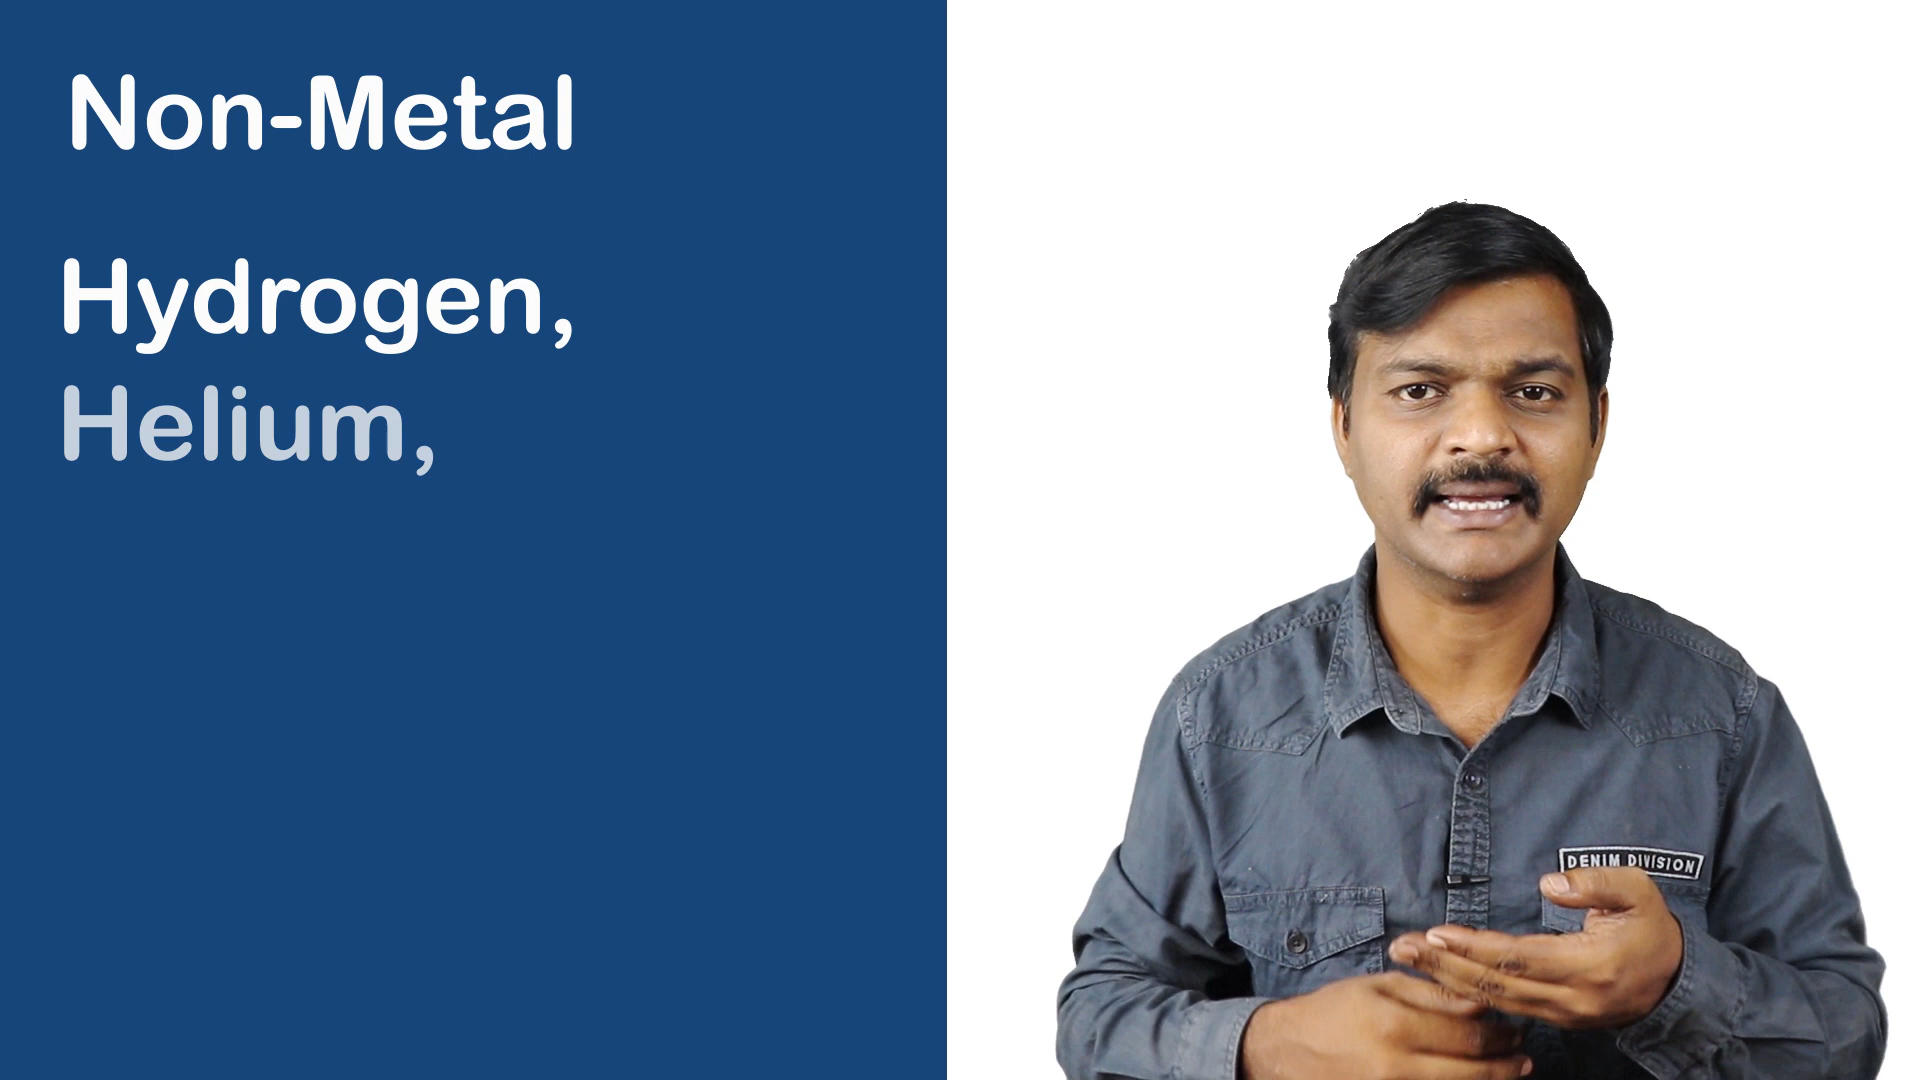 Non-Metal
Hydrogen,
Helium,
DENIM DIVISION